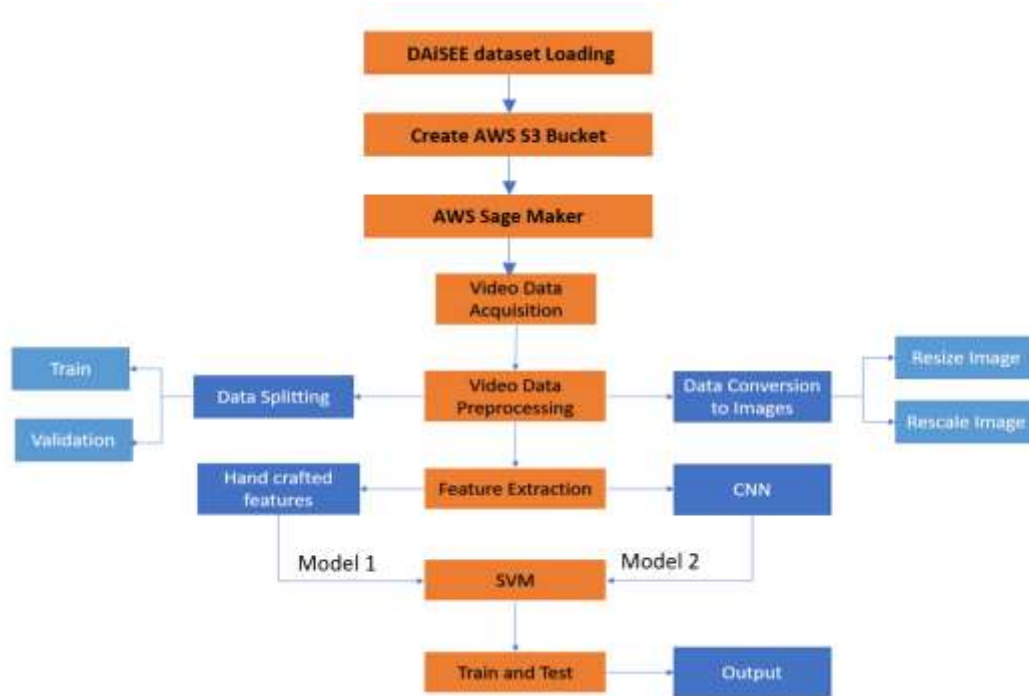 DAiSEE dataset Loading
Create AWS S3 Bucket
AWS Sage Maker
Video Data
Acquisition
Train
Validation
Data Splitting
Video Data
Preprocessing
Data Conversion
to Images
Resize Image
Rescale Image
Hand crafted
features
Feature Extraction
CNN
Model 1
SVM
Model 2
Train and Test
Output